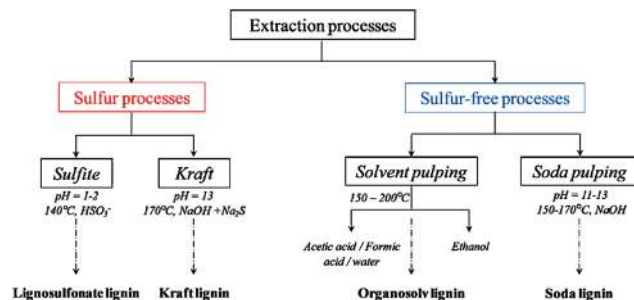 Extraction processes
Sulfur processes
Sulfur-free processes
Sulfite
Kraft
Solvent pulping
Soda pulping
pH = 1-2
140°C, HSO₃⁻
pH = 13
170°C, NaOH +Na₂S
150 – 200°C
pH = 11-13
150-170°C, NaOH
Acetic acid / Formic
acid / water
Ethanol
Lignosulfonate lignin
Kraft lignin
Organosolv lignin
Soda lignin